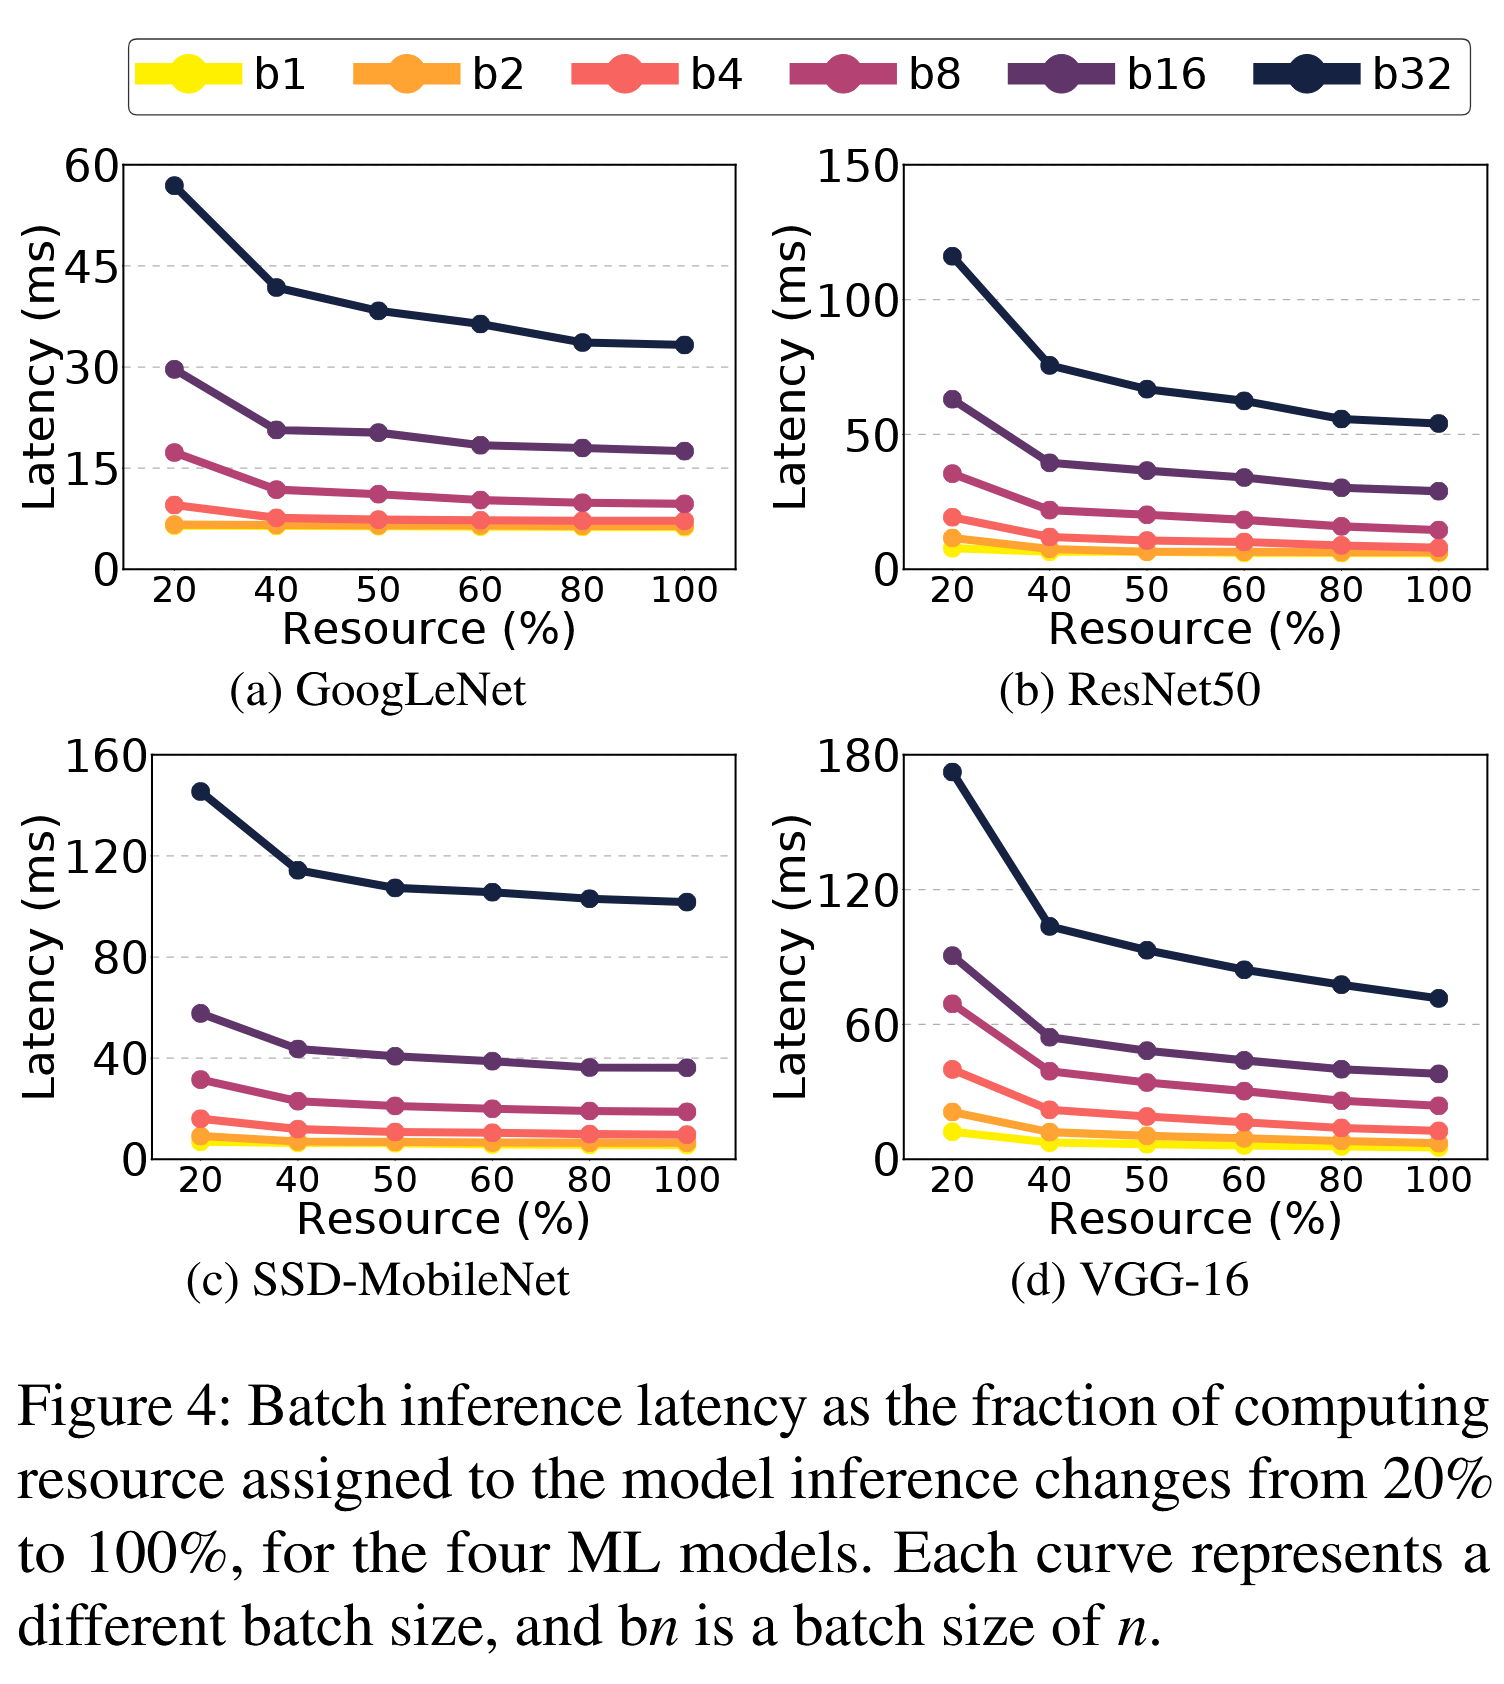 b1 b2 b4 b8 b16 b32
60
45
30
15
0
Latency (ms)
20 40 50 60 80 100
Resource (%)
(a) GoogLeNet
150
100
50
0
Latency (ms)
20 40 50 60 80 100
Resource (%)
(b) ResNet50
160
120
80
40
0
Latency (ms)
20 40 50 60 80 100
Resource (%)
(c) SSD-MobileNet
180
120
60
0
Latency (ms)
20 40 50 60 80 100
Resource (%)
(d) VGG-16
Figure 4: Batch inference latency as the fraction of computing
resource assigned to the model inference changes from 20%
to 100%, for the four ML models. Each curve represents a
different batch size, and bn is a batch size of n.